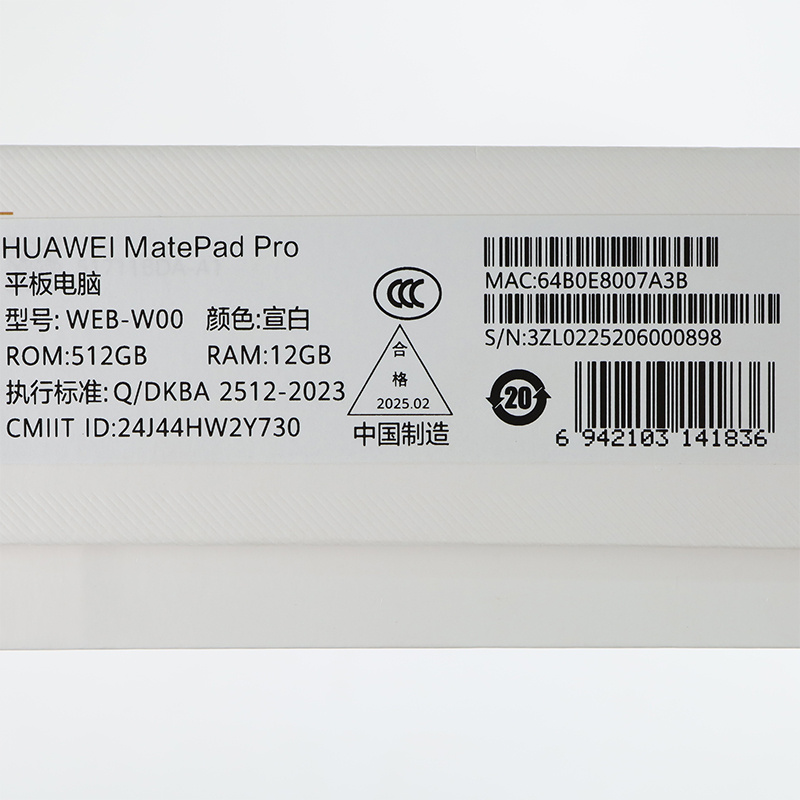 HUAWEI MatePad Pro
平板电脑
型号: WEB-W00 颜色:宣白
ROM:512GB RAM:12GB
执行标准: Q/DKBA 2512-2023
CMIIT ID:24J44HW2Y730
CCC
合
格
2025.02
中国制造
MAC:64B0E8007A3B
S/N:3ZL0225206000898
20
6 942103 141836